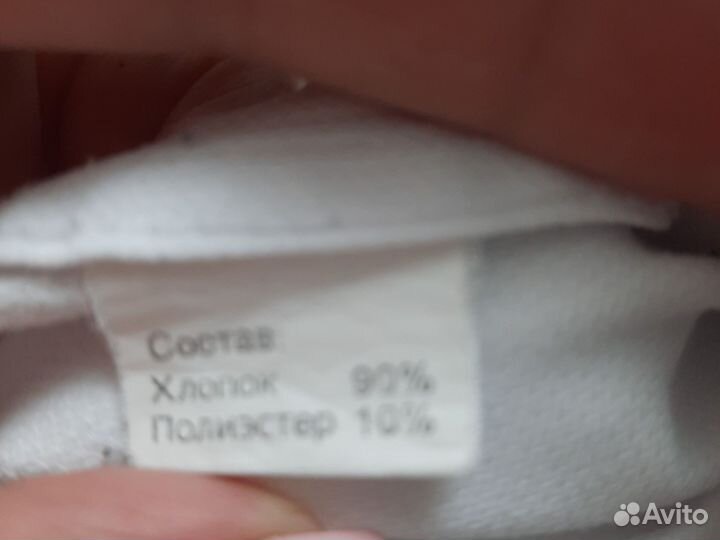 Состав:
Хлопок 90%
Полиэстер 10%
Avito